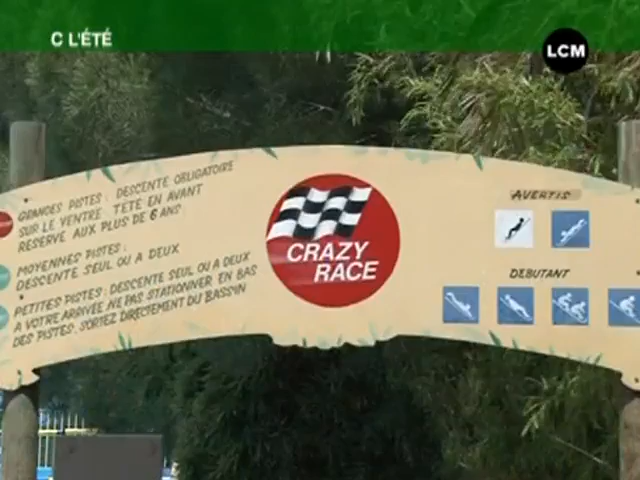 C L'ÉTÉ
LCM
GRANDES PISTES : DESCENTE OBLIGATOIRE
SUR LE VENTRE, TETE EN AVANT
RESERVE AUX PLUS DE 6 ANS
MOYENNES PISTES :
DESCENTE SEUL OU A DEUX
PETITES PISTES : DESCENTE SEUL OU A DEUX
A VOTRE ARRIVÉE NE PAS STATIONNER EN BAS
DES PISTES, SORTEZ DIRECTEMENT DU BASSIN
CRAZY
RACE
AVERTIS
DEBUTANT